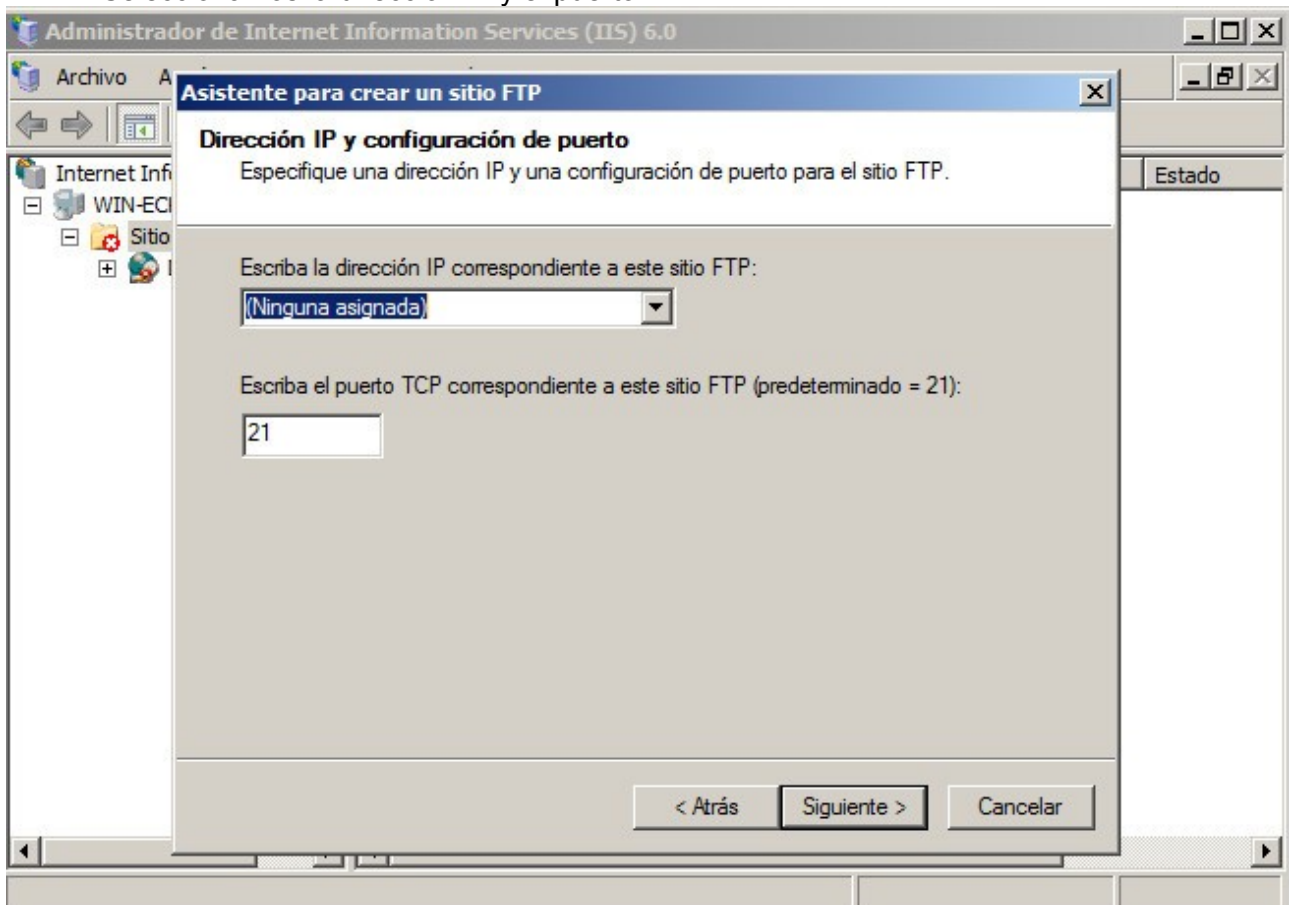 Administrador de Internet Information Services (IIS) 6.0
Archivo
Asistente para crear un sitio FTP
Dirección IP y configuración de puerto
Especifique una dirección IP y una configuración de puerto para el sitio FTP.
Internet Inf
Estado
WIN-ECI
Sitio
Escriba la dirección IP correspondiente a este sitio FTP:
(Ninguna asignada)
Escriba el puerto TCP correspondiente a este sitio FTP (predeterminado = 21):
21
< Atrás
Siguiente >
Cancelar